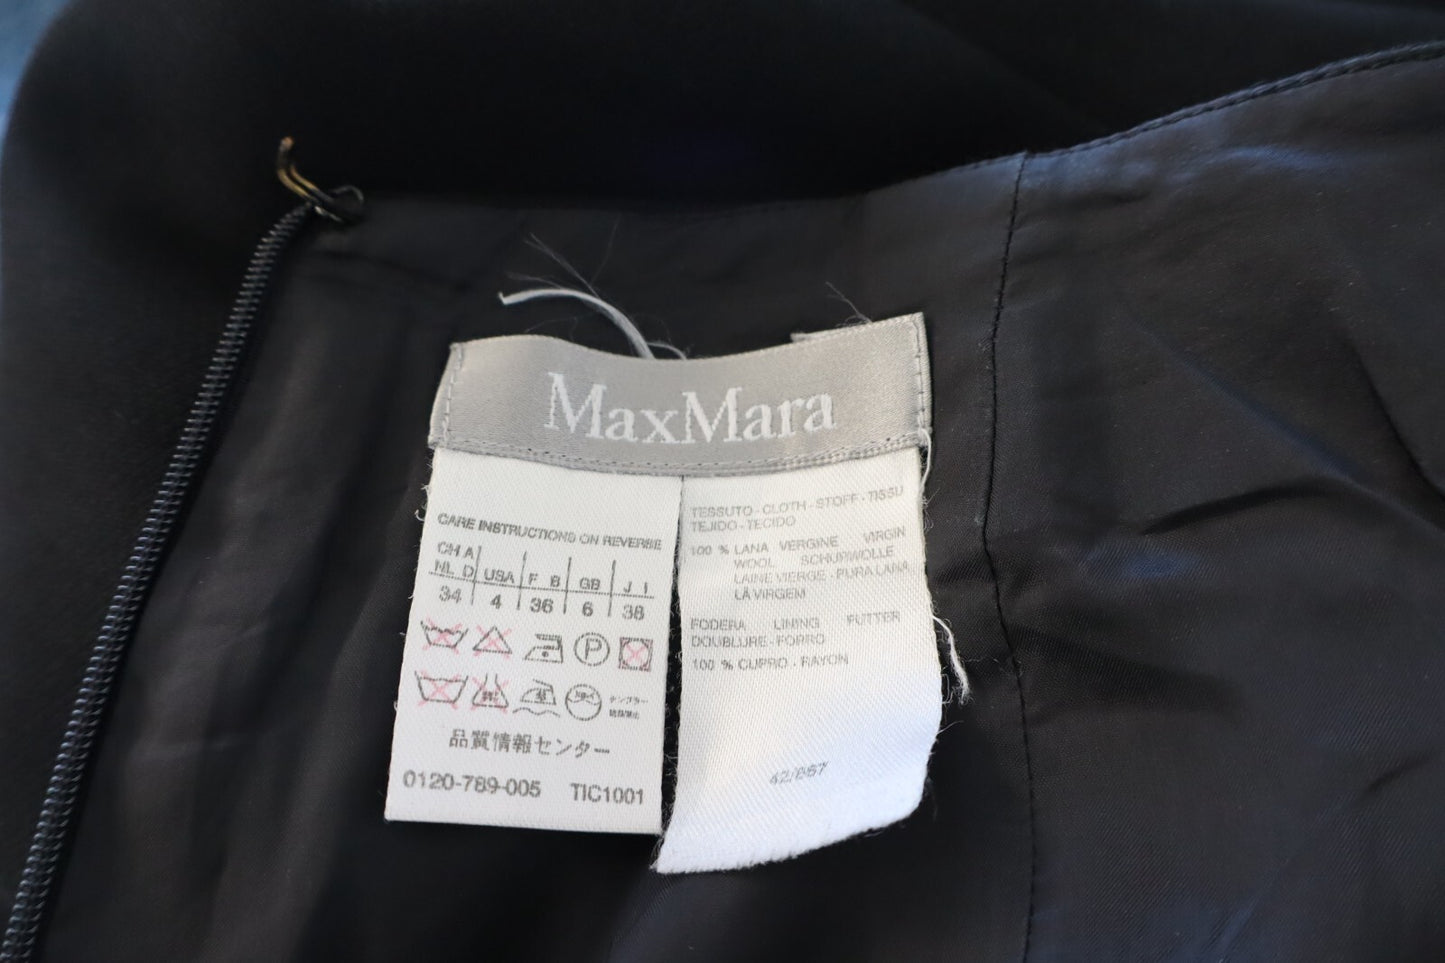 MaxMara
CARE INSTRUCTIONS ON REVERSE
CH A
NL D USA F B GB J I
34 4 36 6 38
P
品質情報センター
0120-789-005 TIC1001
TESSUTO - CLOTH - STOFF - TISSU
TEJIDO - TECIDO
100 % LANA VERGINE VIRGIN
WOOL SCHURWOLLE
LAINE VIERGE - PURA LANA
LÃ VIRGEM
FODERA LINING FUTTER
DOUBLURE - FORRO
100 % CUPRO - RAYON